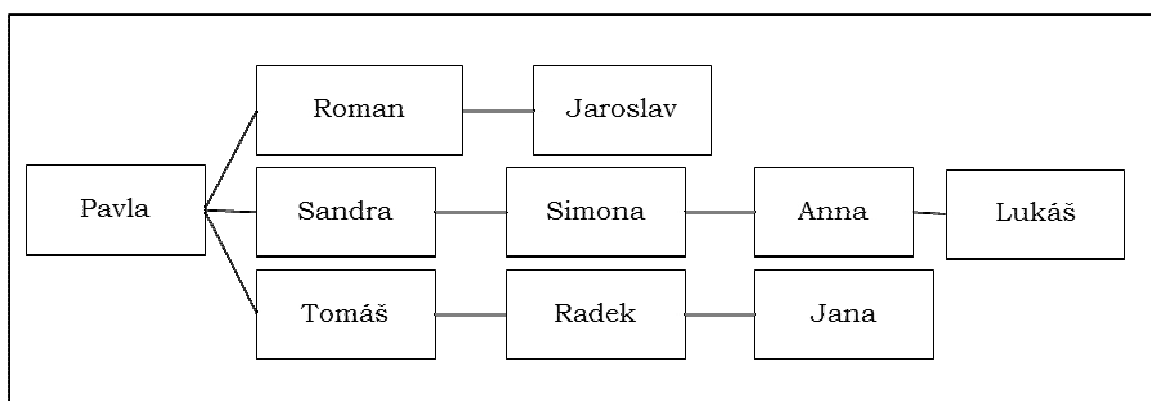 Roman
Jaroslav
Pavla
Sandra
Simona
Anna
Lukáš
Tomáš
Radek
Jana